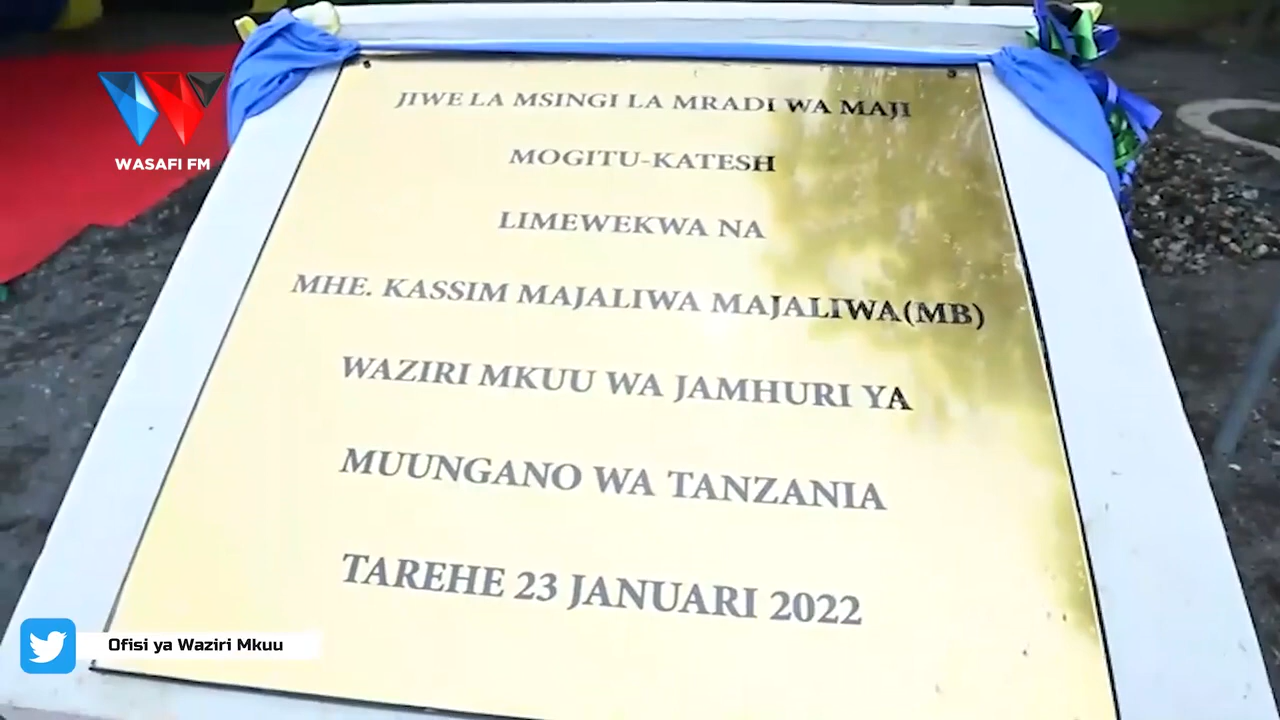 WASAFI FM
JIWE LA MSINGI LA MRADI WA MAJI
MOGITU-KATESH
LIMEWEKWA NA
MHE. KASSIM MAJALIWA MAJALIWA(MB)
WAZIRI MKUU WA JAMHURI YA
MUUNGANO WA TANZANIA
TAREHE 23 JANUARI 2022
Ofisi ya Waziri Mkuu